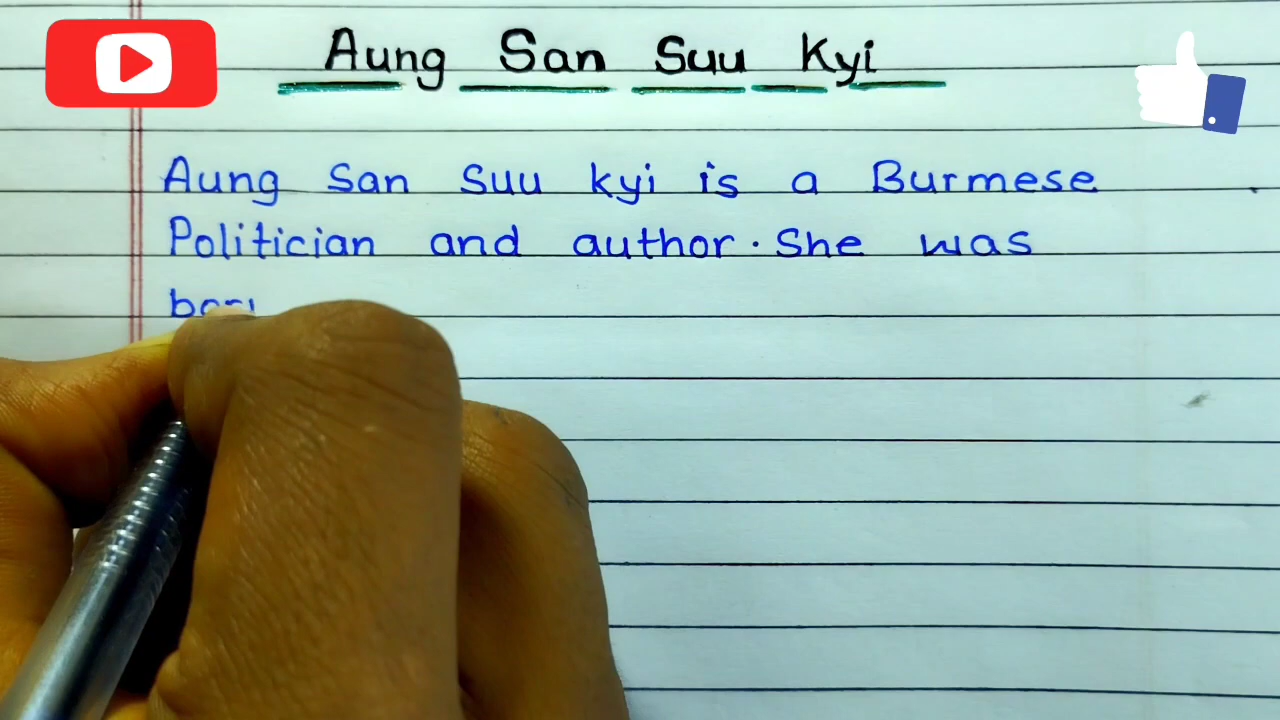 Aung San Suu Kyi
Aung San Suu kyi is a Burmese
Politician and author. She was